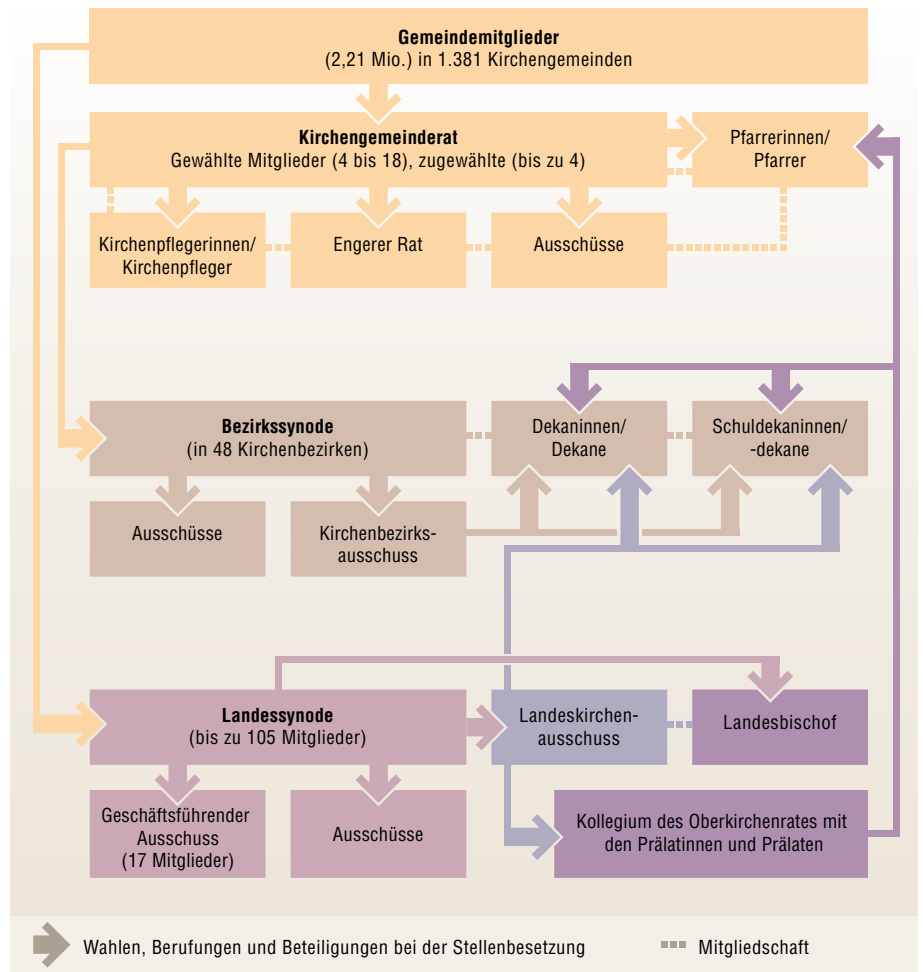 Gemeindemitglieder
(2,21 Mio.) in 1.381 Kirchengemeinden
Kirchengemeinderat
Gewählte Mitglieder (4 bis 18), zugewählte (bis zu 4)
Pfarrerinnen/
Pfarrer
Kirchenpflegerinnen/
Kirchenpfleger
Engerer Rat
Ausschüsse
Bezirkssynode
(in 48 Kirchenbezirken)
Dekaninnen/
Dekane
Schuldekaninnen/
-dekane
Ausschüsse
Kirchenbezirks-
ausschuss
Landessynode
(bis zu 105 Mitglieder)
Landeskirchen-
ausschuss
Landesbischof
Geschäftsführender
Ausschuss
(17 Mitglieder)
Ausschüsse
Kollegium des Oberkirchenrates mit
den Prälatinnen und Prälaten
Wahlen, Berufungen und Beteiligungen bei der Stellenbesetzung
Mitgliedschaft